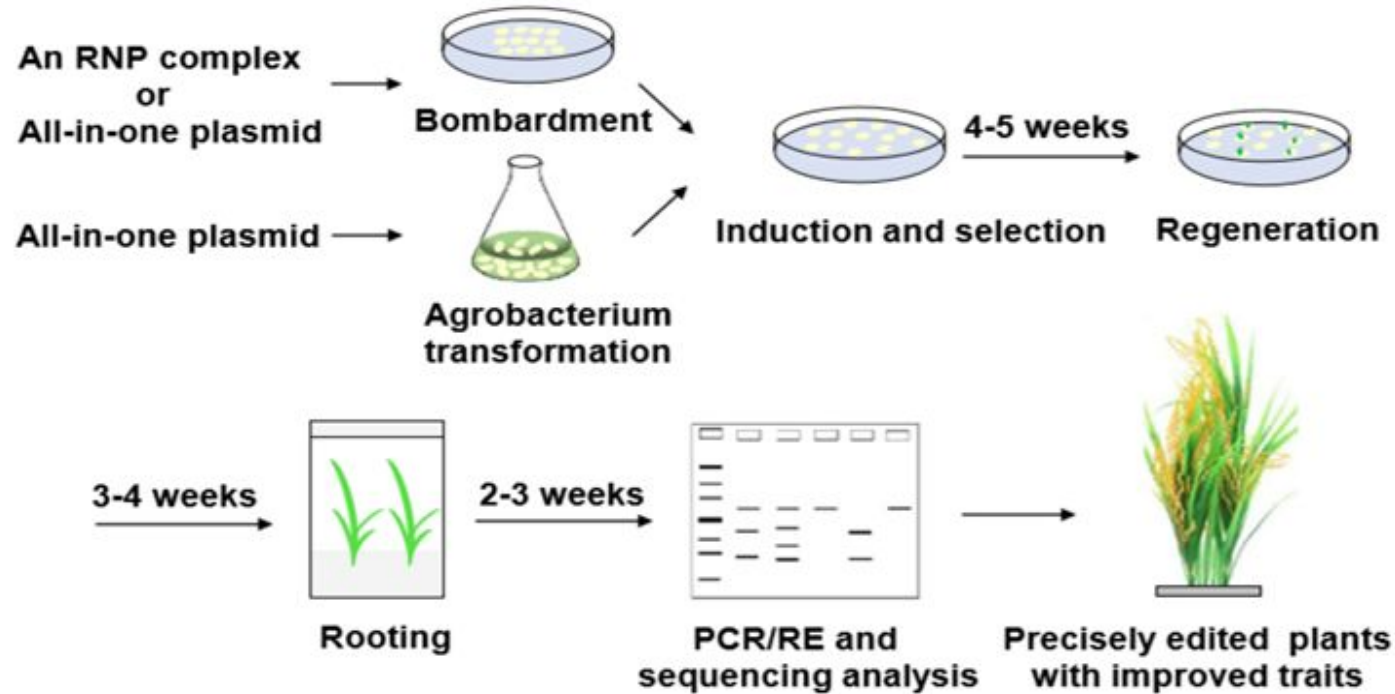 An RNP complex
or
All-in-one plasmid
Bombardment
All-in-one plasmid
Agrobacterium
transformation
Induction and selection
4-5 weeks
Regeneration
3-4 weeks
Rooting
2-3 weeks
PCR/RE and
sequencing analysis
Precisely edited plants
with improved traits